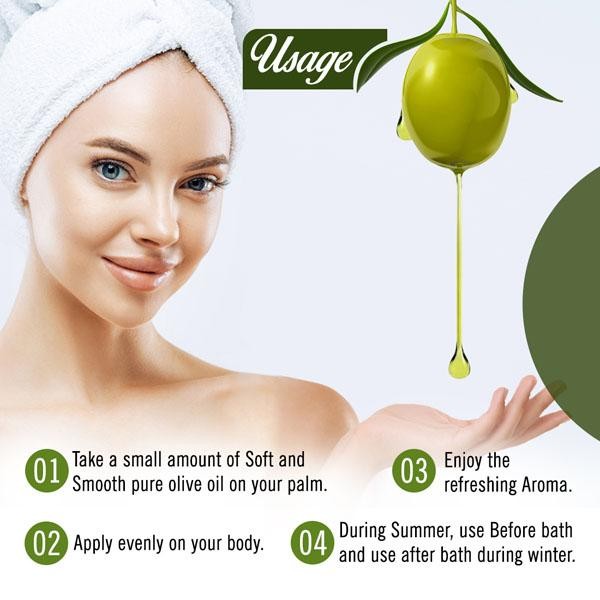 Usage
01 Take a small amount of Soft and
Smooth pure olive oil on your palm.
02 Apply evenly on your body.
03 Enjoy the
refreshing Aroma.
04 During Summer, use Before bath
and use after bath during winter.